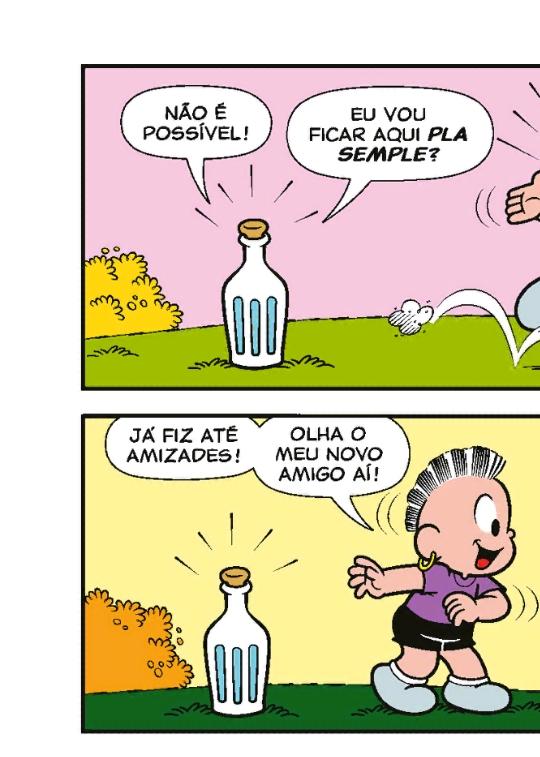 NÃO É
POSSÍVEL!
EU VOU
FICAR AQUI PLA
SEMPLE?
JÁ FIZ ATÉ
AMIZADES!
OLHA O
MEU NOVO
AMIGO AÍ!